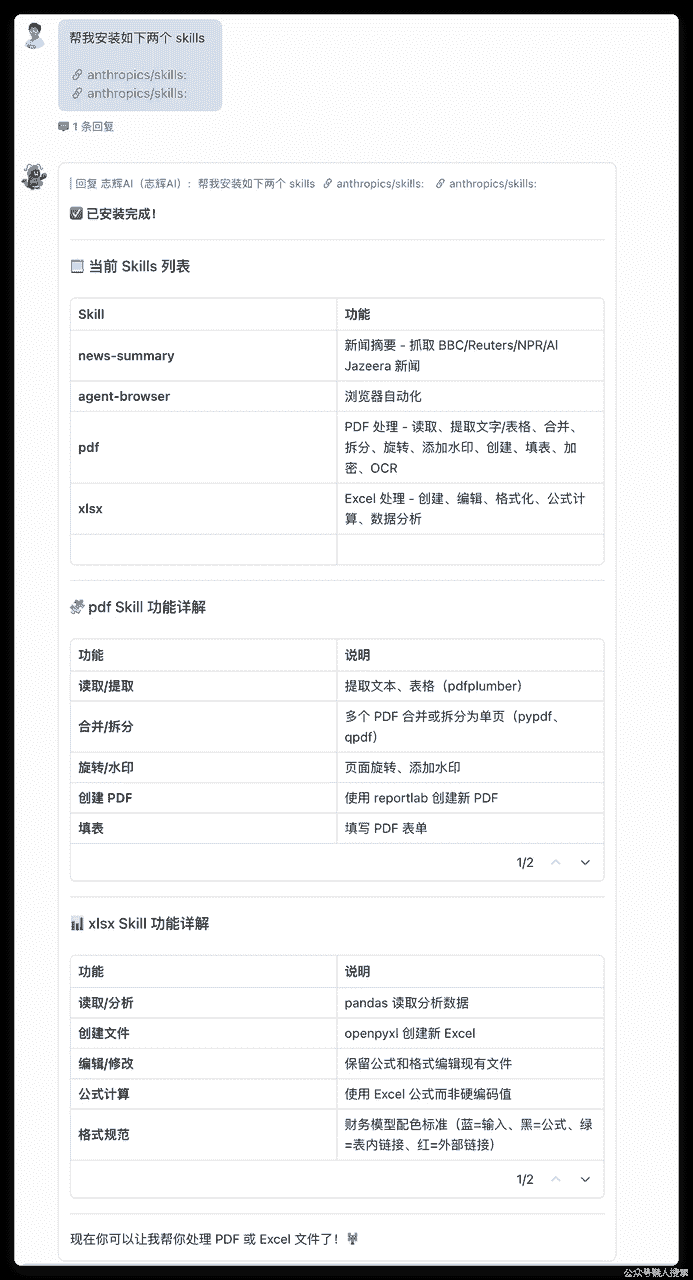 帮我安装如下两个 skills
anthropics/skills:
anthropics/skills:
1 条回复
回复 志辉AI（志辉AI）：帮我安装如下两个 skills anthropics/skills: anthropics/skills:
已安装完成！
当前 Skills 列表
Skill 功能
news-summary 新闻摘要 - 抓取 BBC/Reuters/NPR/Al
Jazeera 新闻
agent-browser 浏览器自动化
pdf PDF 处理 - 读取、提取文字/表格、合并、
拆分、旋转、添加水印、创建、填表、加
密、OCR
xlsx Excel 处理 - 创建、编辑、格式化、公式计
算、数据分析
pdf Skill 功能详解
功能 说明
读取/提取 提取文本、表格（pdfplumber）
合并/拆分 多个 PDF 合并或拆分为单页（pypdf、
qpdf）
旋转/水印 页面旋转、添加水印
创建 PDF 使用 reportlab 创建新 PDF
填表 填写 PDF 表单
1/2
xlsx Skill 功能详解
功能 说明
读取/分析 pandas 读取分析数据
创建文件 openpyxl 创建新 Excel
编辑/修改 保留公式和格式编辑现有文件
公式计算 使用 Excel 公式而非硬编码值
格式规范 财务模型配色标准（蓝=输入、黑=公式、绿
=表内链接、红=外部链接）
1/2
现在你可以让我帮你处理 PDF 或 Excel 文件了！
公众号懒人搜索